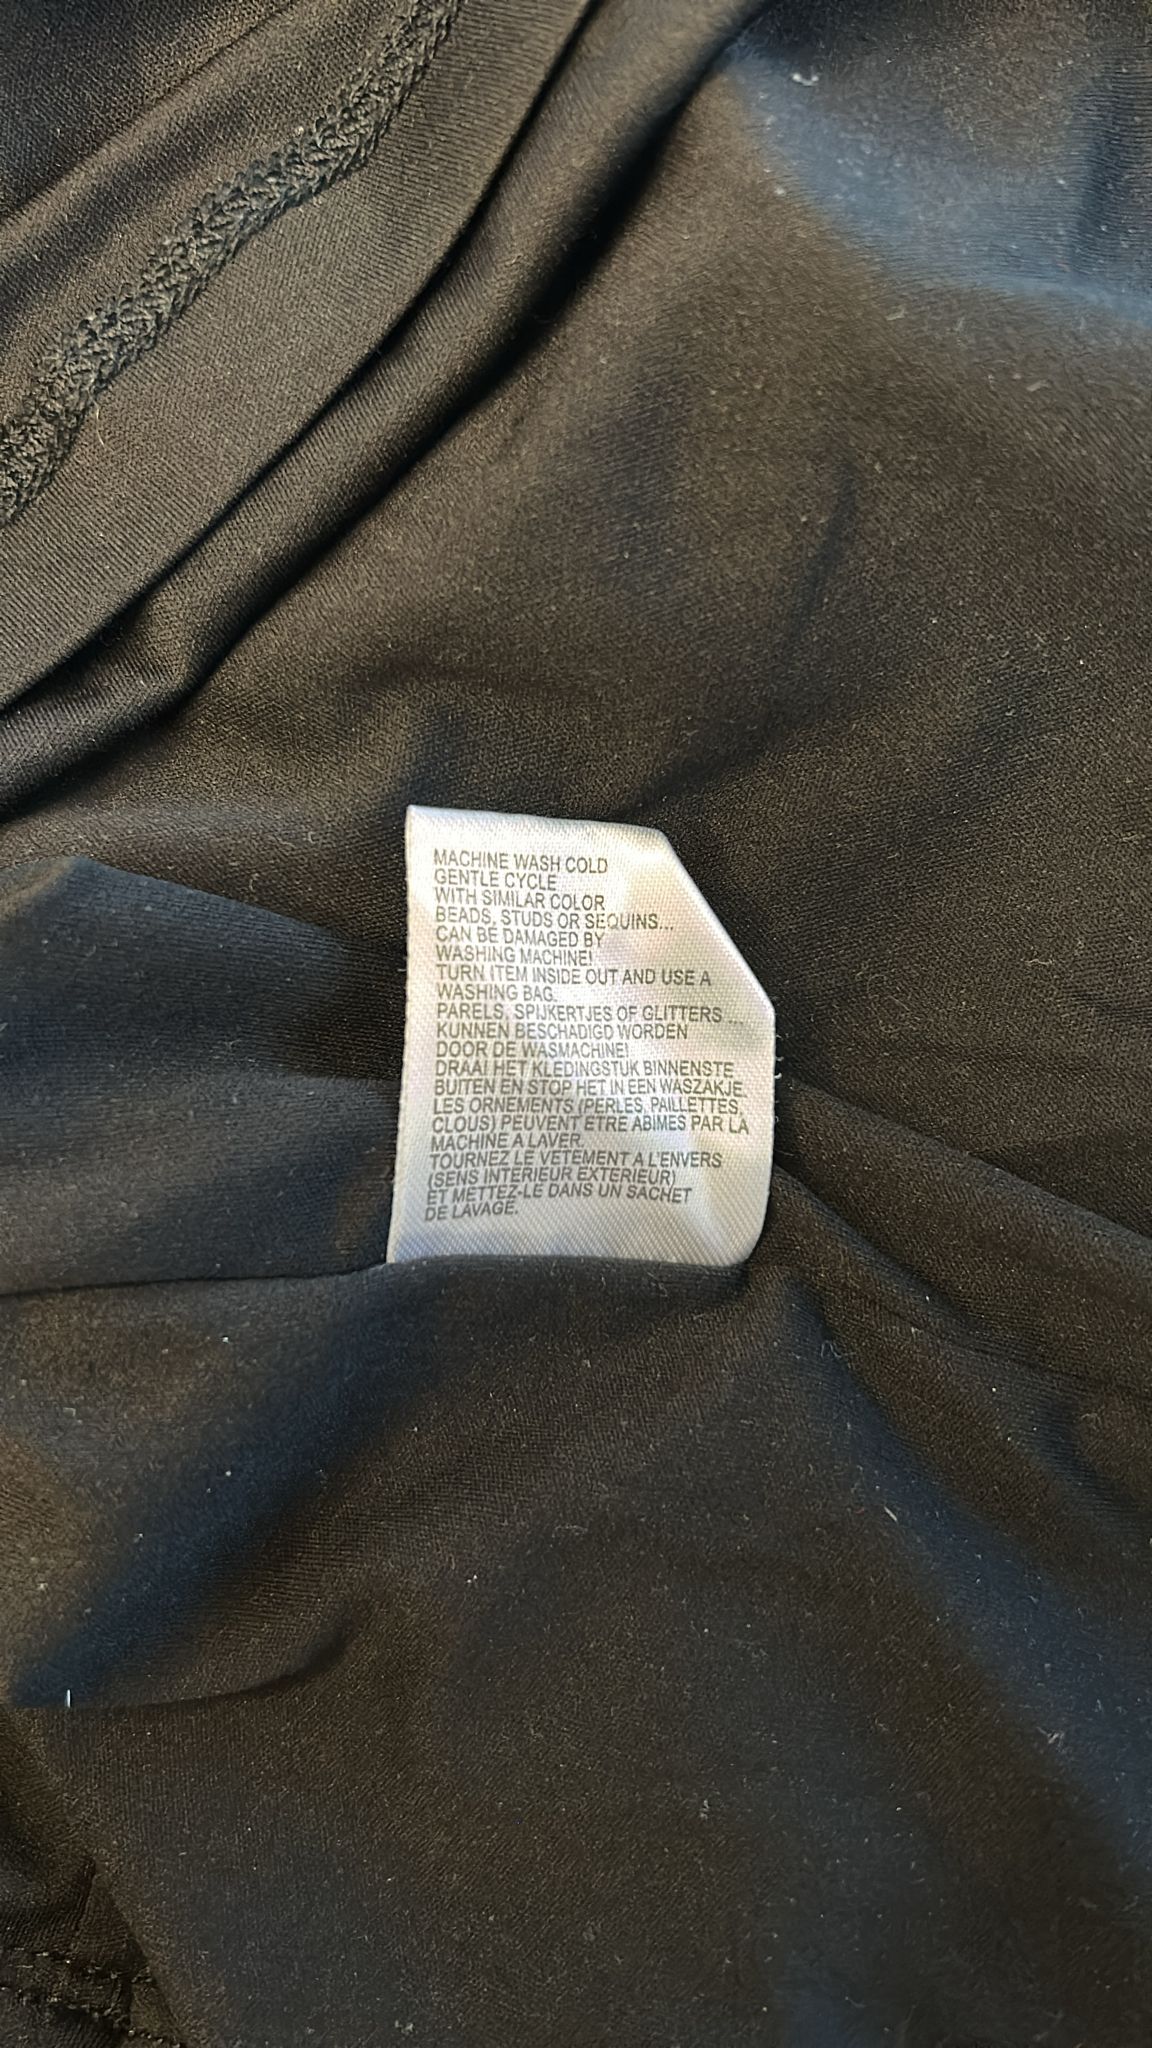 MACHINE WASH COLD
GENTLE CYCLE
WITH SIMILAR COLOR
BEADS, STUDS OR SEQUINS...
CAN BE DAMAGED BY
WASHING MACHINE!
TURN ITEM INSIDE OUT AND USE A
WASHING BAG.
PARELS, SPIJKERTJES OF GLITTERS ...
KUNNEN BESCHADIGD WORDEN
DOOR DE WASMACHINE!
DRAAI HET KLEDINGSTUK BINNENSTE
BUITEN EN STOP HET IN EEN WASZAKJE.
LES ORNEMENTS (PERLES, PAILLETTES,
CLOUS) PEUVENT ETRE ABIMES PAR LA
MACHINE A LAVER.
TOURNEZ LE VETEMENT A L'ENVERS
(SENS INTERIEUR EXTERIEUR)
ET METTEZ-LE DANS UN SACHET
DE LAVAGE.